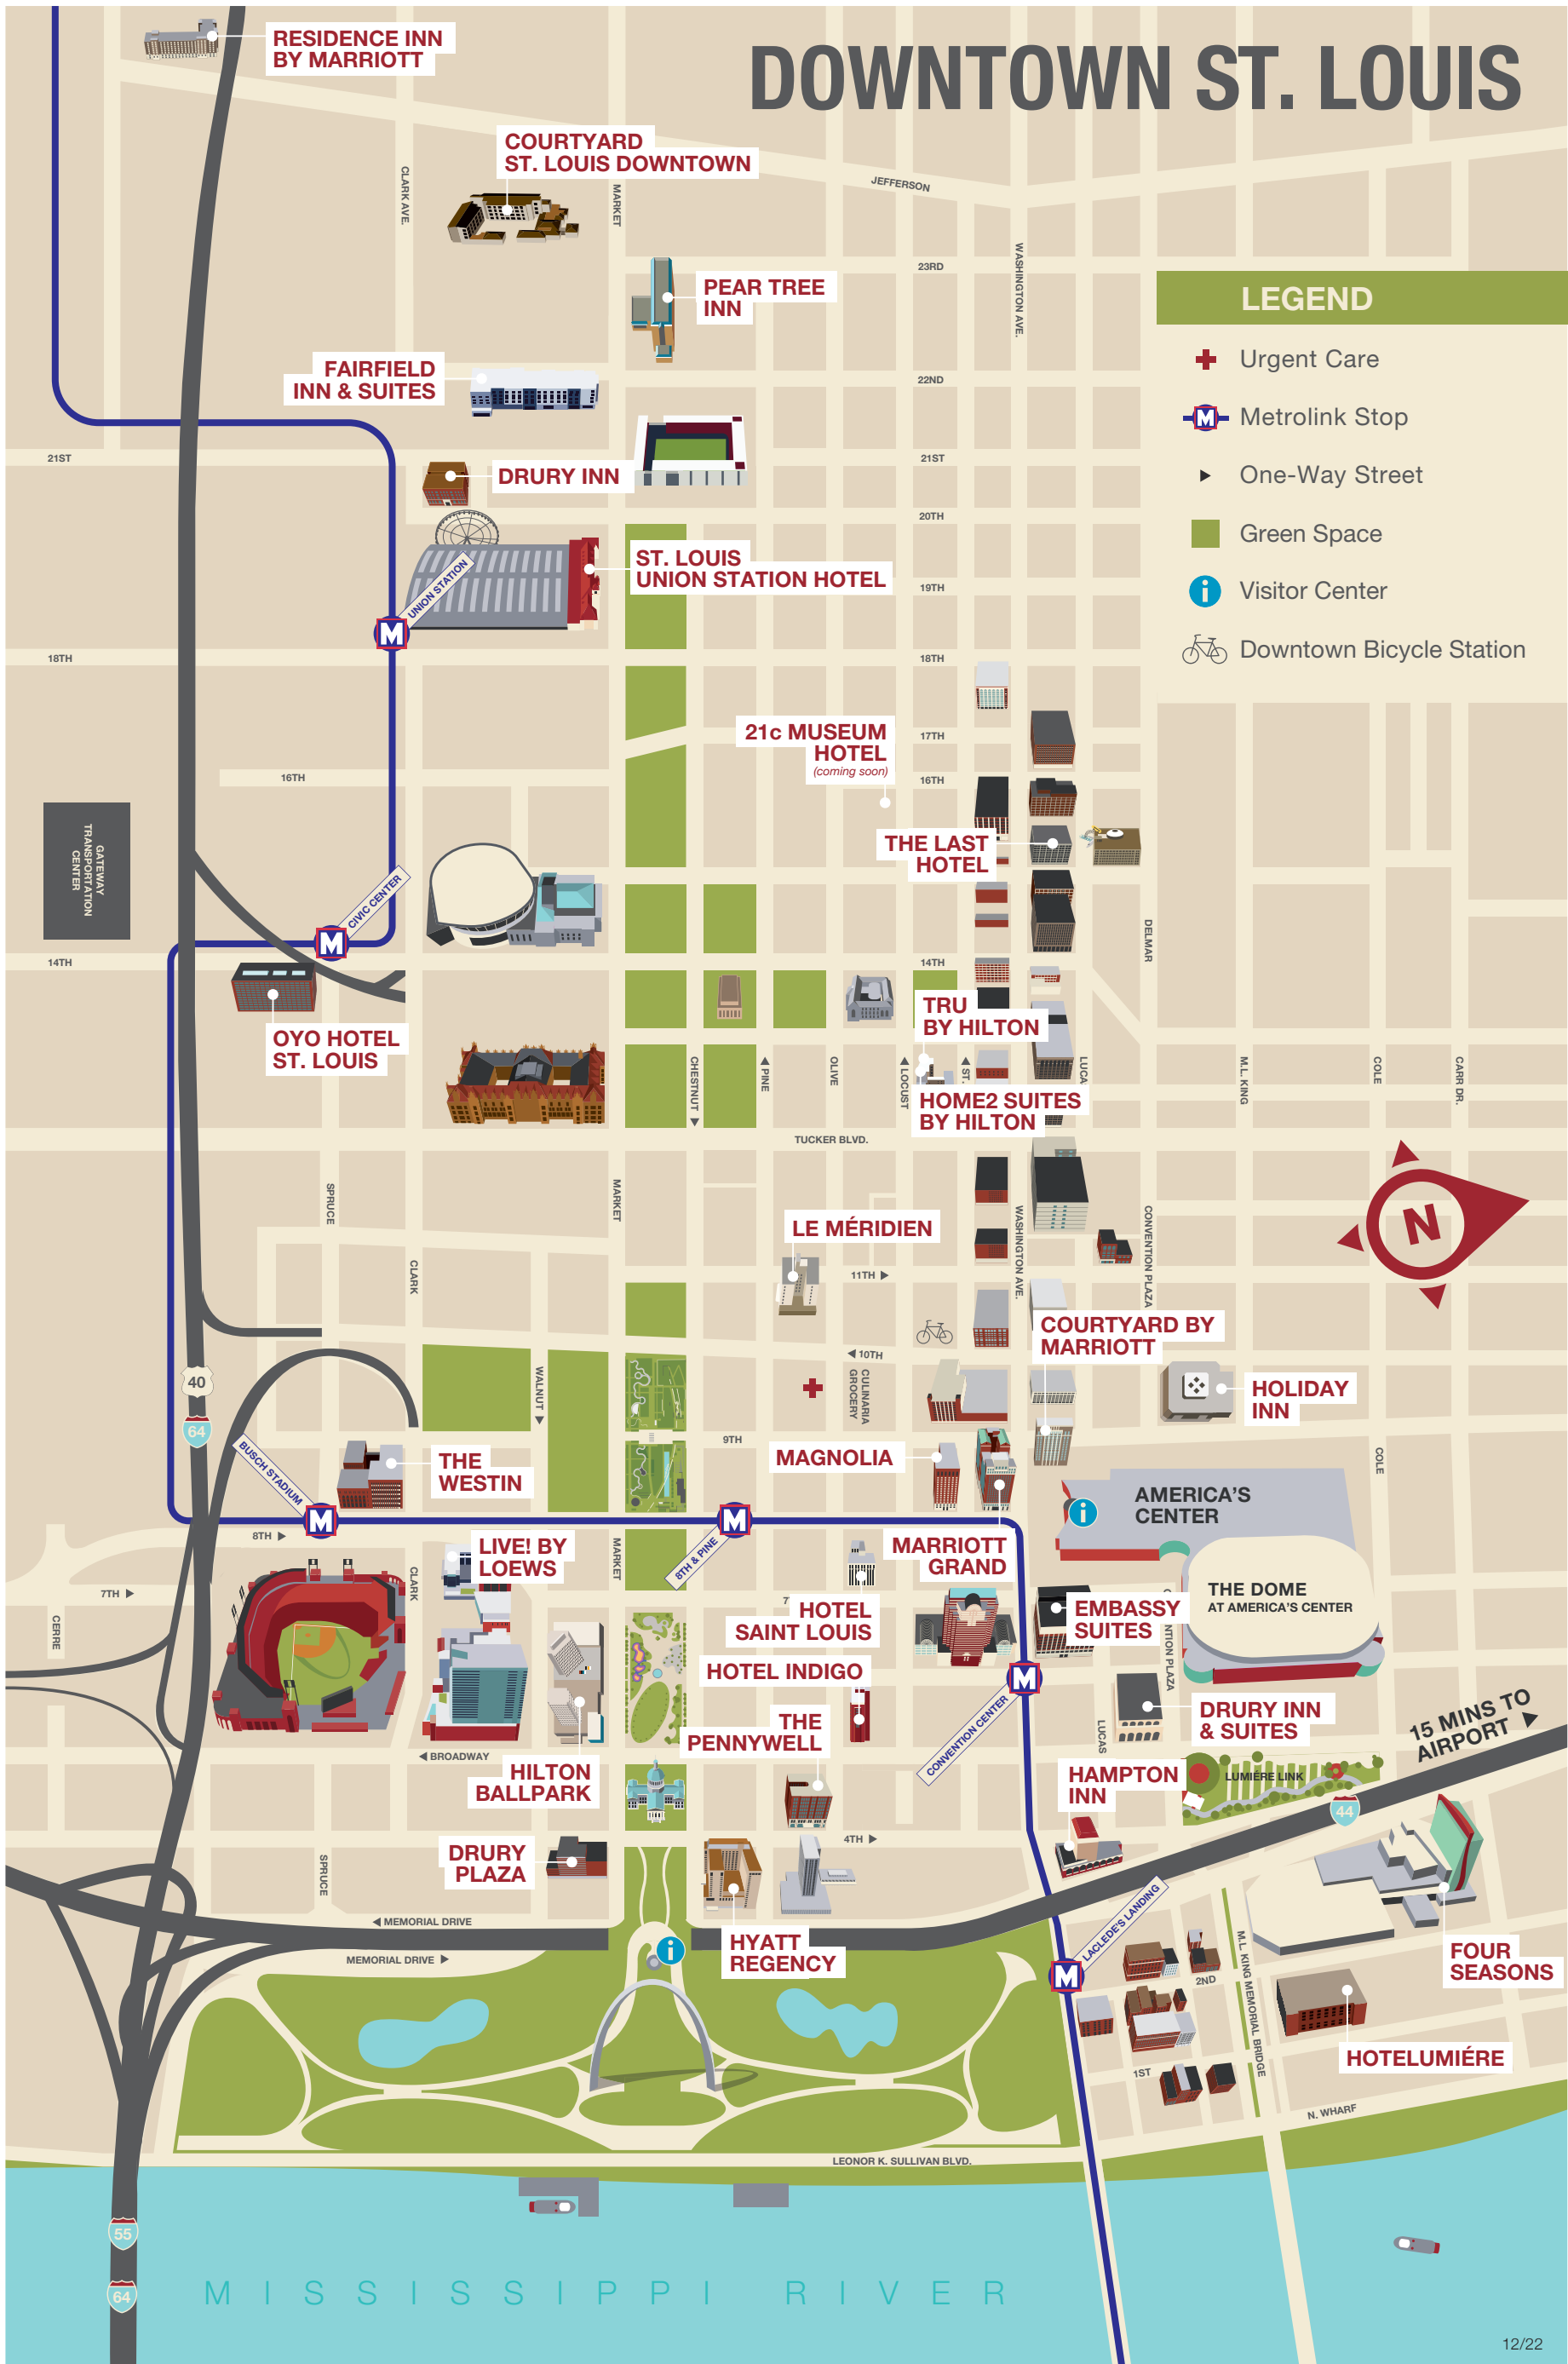 DOWNTOWN ST. LOUIS
RESIDENCE INN
BY MARRIOTT
COURTYARD
ST. LOUIS DOWNTOWN
CLARK AVE.
MARKET
JEFFERSON
WASHINGTON AVE.
23RD
PEAR TREE
INN
LEGEND
Urgent Care
M Metrolink Stop
One-Way Street
Green Space
i Visitor Center
Downtown Bicycle Station
FAIRFIELD
INN & SUITES
22ND
21ST
21ST
DRURY INN
20TH
ST. LOUIS
UNION STATION HOTEL
UNION STATION
M
19TH
18TH
18TH
21c MUSEUM
HOTEL
(coming soon)
17TH
16TH
16TH
GATEWAY
TRANSPORTATION
CENTER
THE LAST
HOTEL
CIVIC CENTER
M
DELMAR
14TH
14TH
OYO HOTEL
ST. LOUIS
TRU
BY HILTON
CHESTNUT
PINE
OLIVE
LOCUST
ST.
LUCA
M.L. KING
COLE
CARR DR.
HOME2 SUITES
BY HILTON
TUCKER BLVD.
SPRUCE
MARKET
LE MÉRIDIEN
WASHINGTON AVE.
CONVENTION PLAZA
N
CLARK
11TH
COURTYARD BY
MARRIOTT
10TH
WALNUT
CULINARIA
GROCERY
40
64
HOLIDAY
INN
9TH
BUSCH STADIUM
M
THE
WESTIN
MAGNOLIA
COLE
AMERICA'S
CENTER
i
8TH
LIVE! BY
LOEWS
MARKET
8TH & PINE
M
MARRIOTT
GRAND
7TH
CLARK
CERRE
7
HOTEL
SAINT LOUIS
EMBASSY
SUITES
NTION PLAZA
THE DOME
AT AMERICA'S CENTER
HOTEL INDIGO
M
CONVENTION CENTER
THE
PENNYWELL
DRURY INN
& SUITES
LUCAS
15 MINS TO
AIRPORT
BROADWAY
HILTON
BALLPARK
HAMPTON
INN
LUMIÈRE LINK
44
4TH
DRURY
PLAZA
SPRUCE
MEMORIAL DRIVE
MEMORIAL DRIVE
i
HYATT
REGENCY
LACLEDE'S LANDING
M
M.L. KING MEMORIAL BRIDGE
2ND
FOUR
SEASONS
HOTELUMIÉRE
1ST
N. WHARF
LEONOR K. SULLIVAN BLVD.
55
64
MISSISSIPPI RIVER
12/22